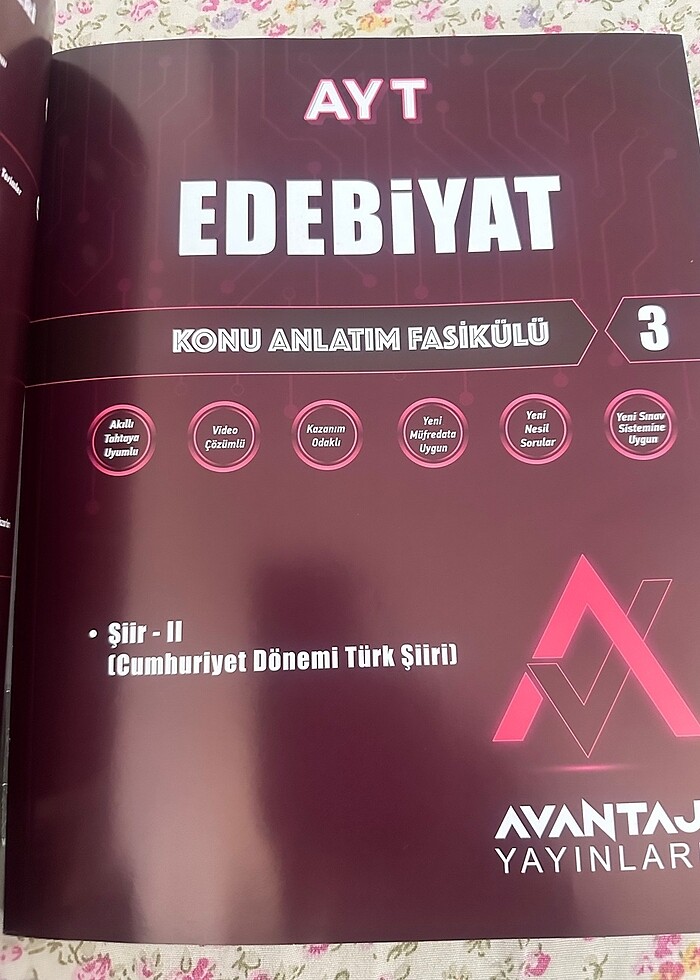 AYT
EDEBİYAT
KONU ANLATIM FASİKÜLÜ
3
Akıllı
Tahtaya
Uyumlu
Video
Çözümlü
Kazanım
Odaklı
Yeni
Müfredata
Uygun
Yeni
Nesil
Sorular
Yeni Sınav
Sistemine
Uygun
• Şiir - II
(Cumhuriyet Dönemi Türk Şiiri)
AVANTAJ
YAYINLARI